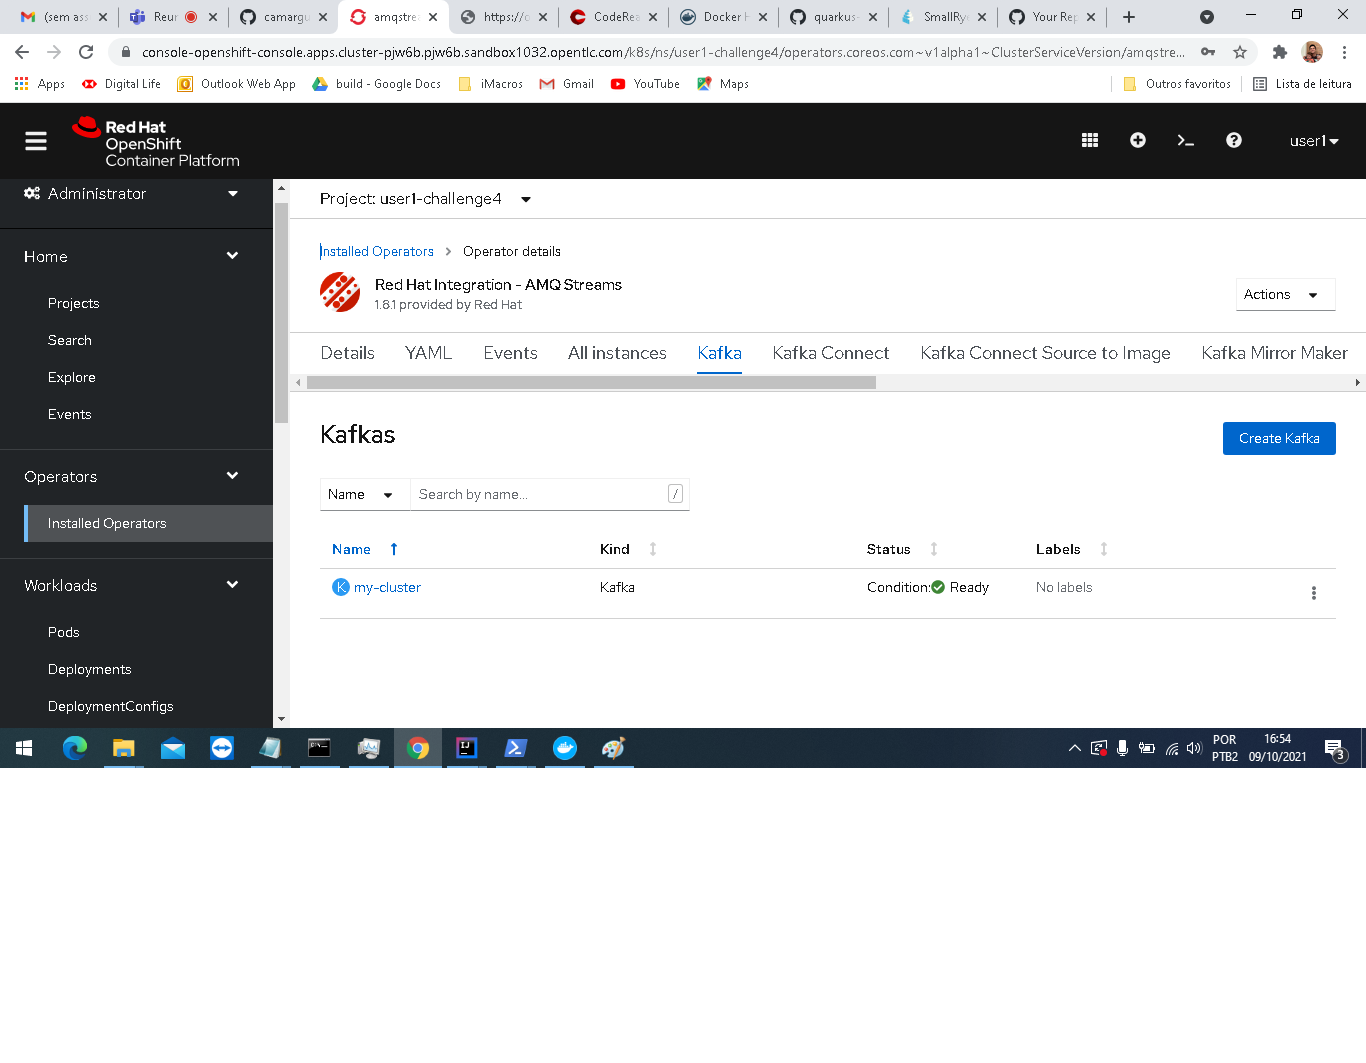 (sem ass
Reur
camargu
amqstrea
https://c
CodeRea
Docker H
quarkus-
SmallRye
Your Rep
console-openshift-console.apps.cluster-pjw6b.pjw6b.sandbox1032.opentlc.com/k8s/ns/user1-challenge4/operators.coreos.com~v1alpha1~ClusterServiceVersion/amqstre...
Apps
Digital Life
Outlook Web App
build - Google Docs
iMacros
Gmail
YouTube
Maps
Outros favoritos
Lista de leitura
Red Hat
OpenShift
Container Platform
user1
Administrator
Home
Projects
Search
Explore
Events
Operators
Installed Operators
Workloads
Pods
Deployments
DeploymentConfigs
Project: user1-challenge4
Installed Operators > Operator details
Red Hat Integration - AMQ Streams
1.8.1 provided by Red Hat
Actions
Details YAML Events All instances Kafka Kafka Connect Kafka Connect Source to Image Kafka Mirror Maker
Kafkas
Create Kafka
Name
Search by name...
/
Name Kind Status Labels
K my-cluster Kafka Condition: Ready No labels
POR
PTB2
16:54
09/10/2021
3